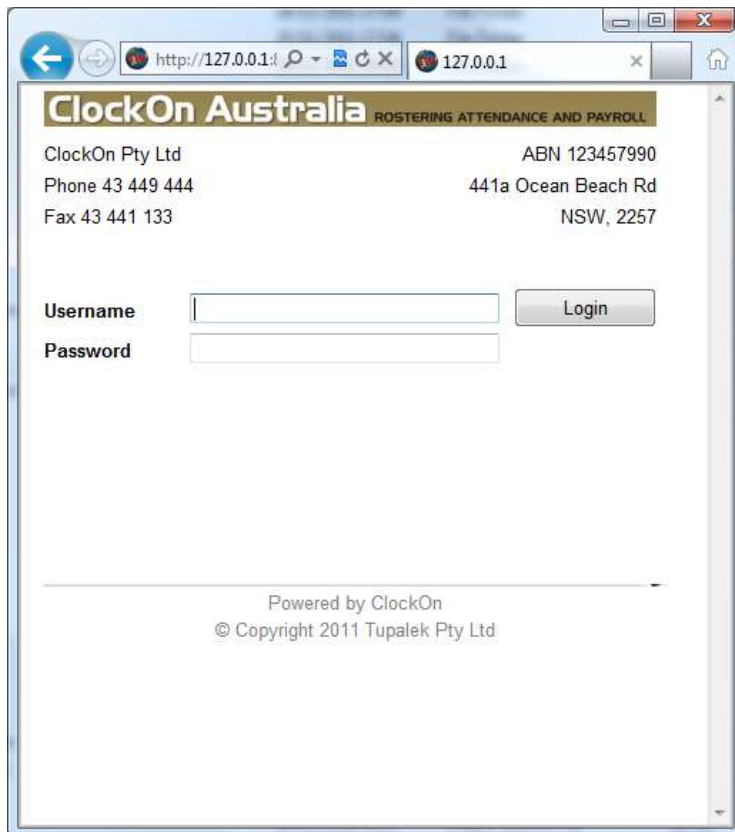 http://127.0.0.1:8
127.0.0.1
ClockOn Australia ROSTERING ATTENDANCE AND PAYROLL
ClockOn Pty Ltd ABN 123457990
Phone 43 449 444 441a Ocean Beach Rd
Fax 43 441 133 NSW, 2257
Username Login
Password
Powered by ClockOn
© Copyright 2011 Tupalek Pty Ltd